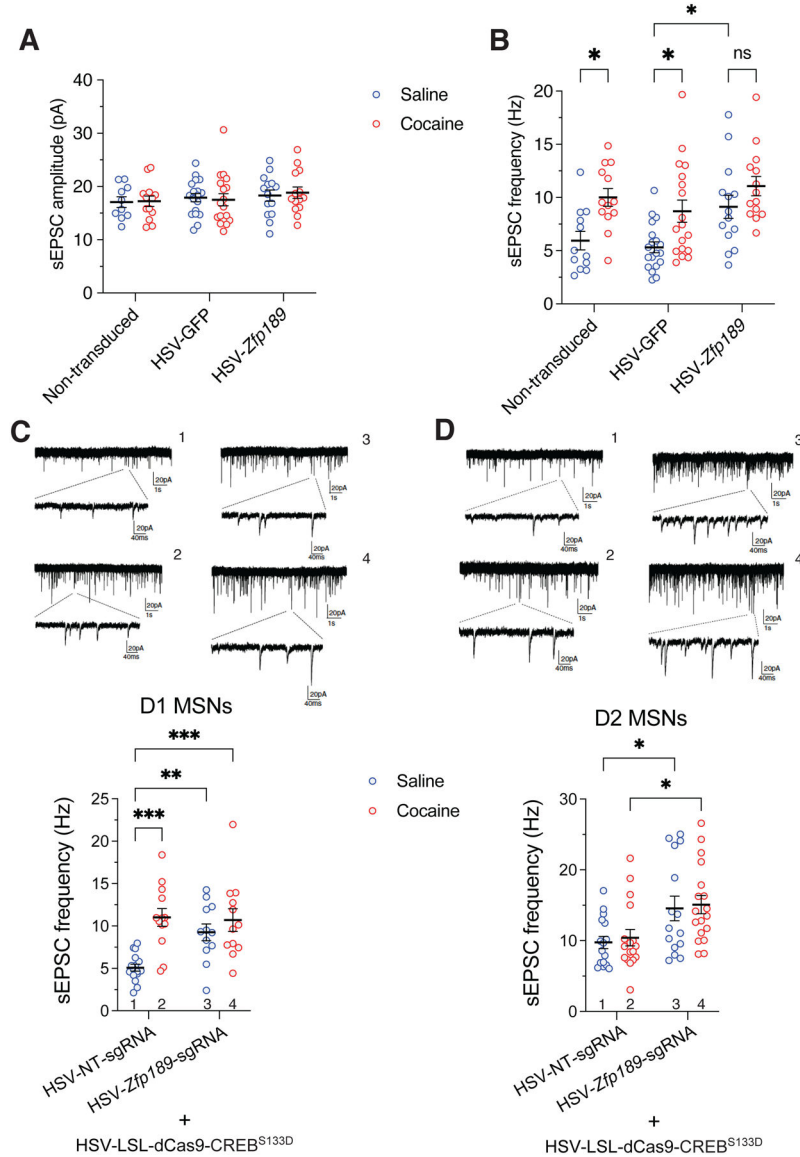 A
sEPSC amplitude (pA)
40
30
20
10
0
Non-transduced
HSV-GFP
HSV-Zfp189
Saline
Cocaine
B
sEPSC frequency (Hz)
20
15
10
5
0
*
*
*
ns
Non-transduced
HSV-GFP
HSV-Zfp189
C
1
20pA
1s
20pA
40ms
3
20pA
1s
20pA
40ms
2
20pA
1s
20pA
40ms
4
20pA
1s
20pA
40ms
D
1
20pA
1s
20pA
40ms
3
20pA
1s
20pA
40ms
2
20pA
1s
20pA
40ms
4
20pA
1s
20pA
40ms
D1 MSNs
***
**
***
sEPSC frequency (Hz)
25
20
15
10
5
0
1 2 3 4
HSV-NT-sgRNA
HSV-Zfp189-sgRNA
+
HSV-LSL-dCas9-CREB^S133D
Saline
Cocaine
D2 MSNs
*
*
sEPSC frequency (Hz)
30
20
10
0
1 2 3 4
HSV-NT-sgRNA
HSV-Zfp189-sgRNA
+
HSV-LSL-dCas9-CREB^S133D